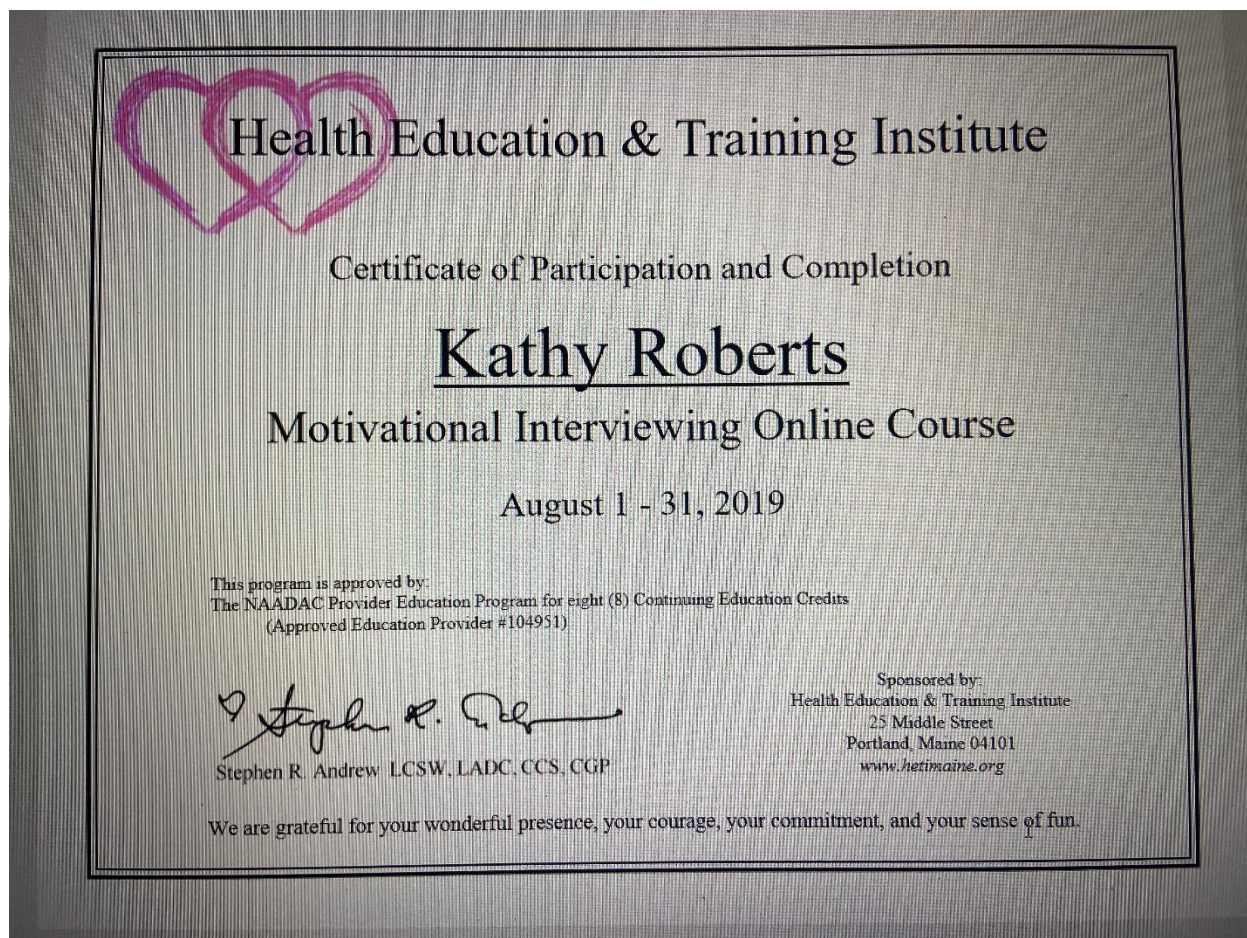 Health Education & Training Institute
Certificate of Participation and Completion
Kathy Roberts
Motivational Interviewing Online Course
August 1 - 31, 2019
This program is approved by:
The NAADAC Provider Education Program for eight (8) Continuing Education Credits
(Approved Education Provider #104951)
Stephen R. Andrew LCSW, LADC, CCS, CGP
Sponsored by:
Health Education & Training Institute
25 Middle Street
Portland, Maine 04101
www.hetimaine.org
We are grateful for your wonderful presence, your courage, your commitment, and your sense of fun.